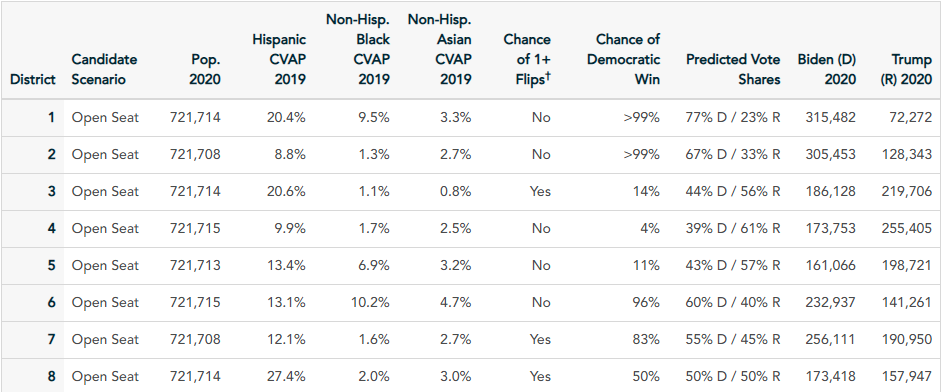 Non-Hisp. Non-Hisp.
Hispanic Black Asian Chance Chance of
Candidate Pop. CVAP CVAP CVAP of 1+ Democratic Predicted Vote Biden (D) Trump
District Scenario 2020 2019 2019 2019 Flips† Win Shares 2020 (R) 2020
1 Open Seat 721,714 20.4% 9.5% 3.3% No >99% 77% D / 23% R 315,482 72,272
2 Open Seat 721,708 8.8% 1.3% 2.7% No >99% 67% D / 33% R 305,453 128,343
3 Open Seat 721,714 20.6% 1.1% 0.8% Yes 14% 44% D / 56% R 186,128 219,706
4 Open Seat 721,715 9.9% 1.7% 2.5% No 4% 39% D / 61% R 173,753 255,405
5 Open Seat 721,713 13.4% 6.9% 3.2% No 11% 43% D / 57% R 161,066 198,721
6 Open Seat 721,715 13.1% 10.2% 4.7% No 96% 60% D / 40% R 232,937 141,261
7 Open Seat 721,708 12.1% 1.6% 2.7% Yes 83% 55% D / 45% R 256,111 190,950
8 Open Seat 721,714 27.4% 2.0% 3.0% Yes 50% 50% D / 50% R 173,418 157,947